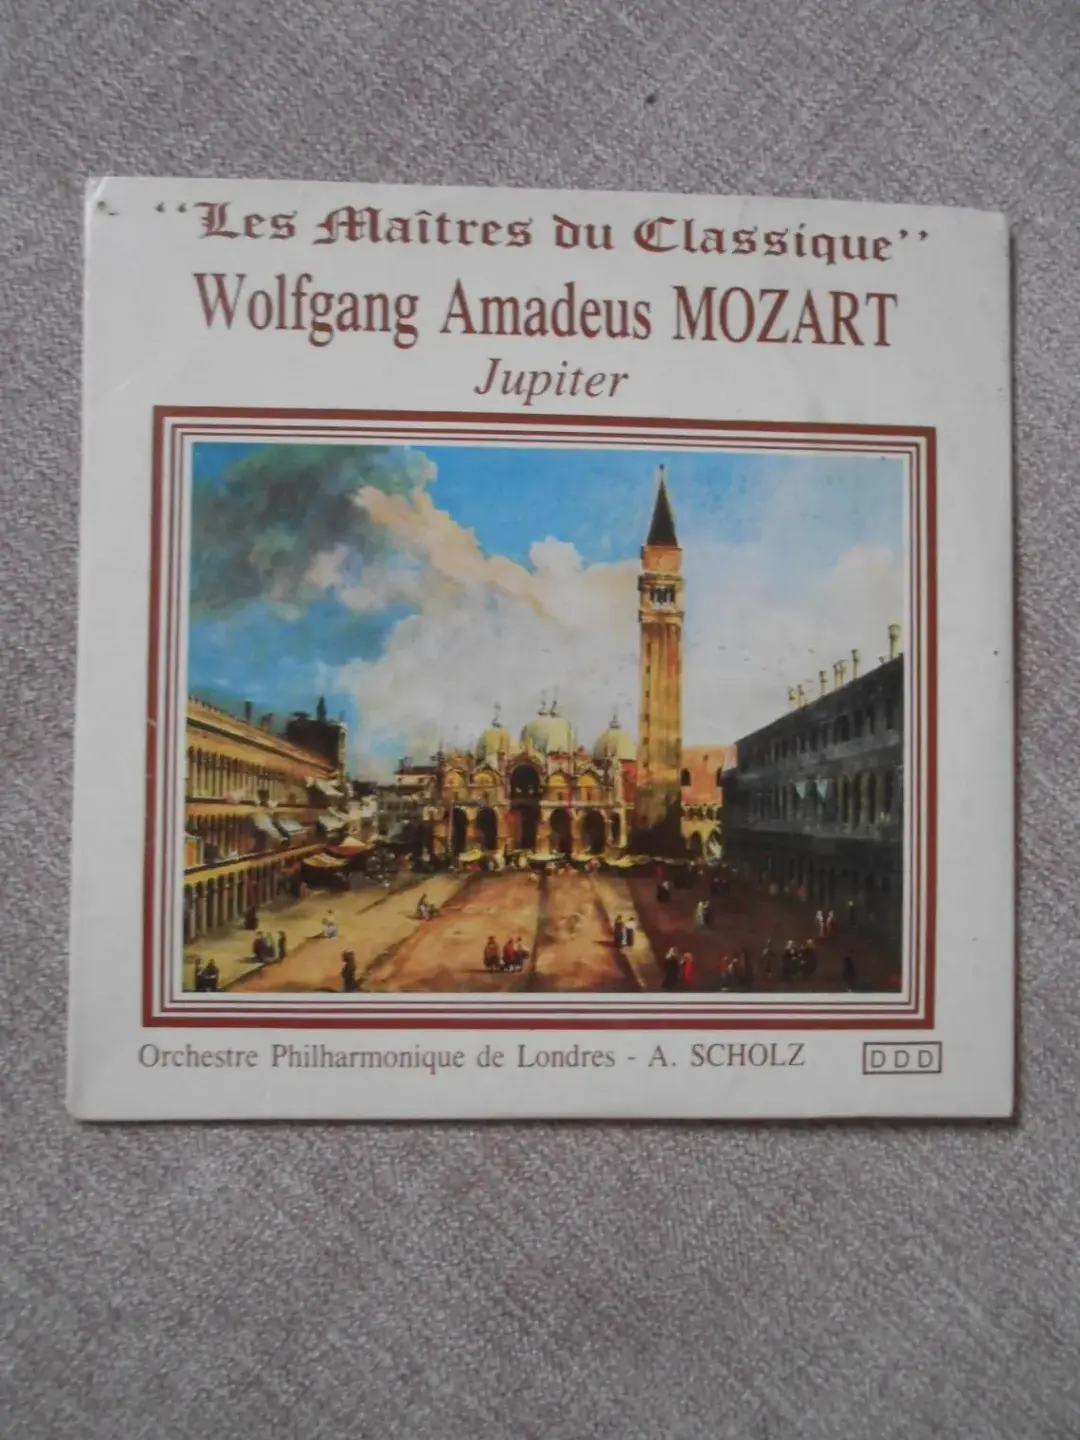 “Les Maîtres du Classique”
Wolfgang Amadeus MOZART
Jupiter
Orchestre Philharmonique de Londres - A. SCHOLZ
DDD